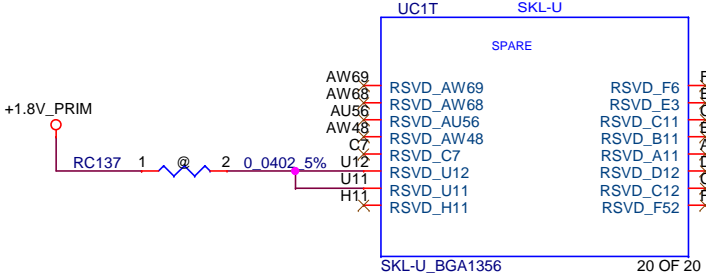 UC1T SKL-U
SPARE
+1.8V_PRIM
RC137 1 @ 2 0_0402_5%
AW69 RSVD_AW69 RSVD_F6
AW68 RSVD_AW68 RSVD_E3
AU56 RSVD_AU56 RSVD_C11
AW48 RSVD_AW48 RSVD_B11
C7 RSVD_C7 RSVD_A11
U12 RSVD_U12 RSVD_D12
U11 RSVD_U11 RSVD_C12
H11 RSVD_H11 RSVD_F52
SKL-U_BGA1356 20 OF 20